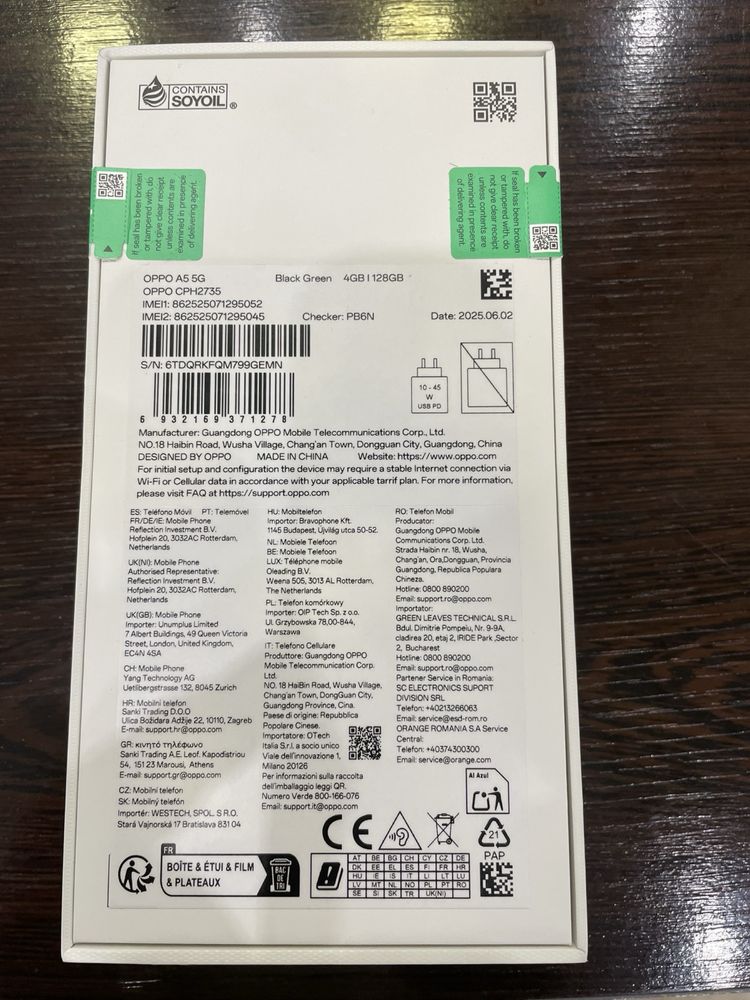 CONTAINS
SOYOIL ®
If seal has been broken
or tampered with, do
not give clear receipt
unless contents are
examined in presence
of delivering agent.
If seal has been broken
or tampered with, do
not give clear receipt
unless contents are
examined in presence
of delivering agent.
OPPO A5 5G Black Green 4GB I 128GB
OPPO CPH2735
IMEI1: 862525071295052
IMEI2: 862525071295045 Checker: PB6N Date: 2025.06.02
S/N: 6TDQRKFQM799GEMN
10 - 45
W
USB PD
6 932169 371278
Manufacturer: Guangdong OPPO Mobile Telecommunications Corp., Ltd.
NO.18 Haibin Road, Wusha Village, Chang'an Town, Dongguan City, Guangdong, China
DESIGNED BY OPPO MADE IN CHINA Website: https://www.oppo.com
For initial setup and configuration the device may require a stable Internet connection via
Wi-Fi or Cellular data in accordance with your applicable tarrif plan. For more information,
please visit FAQ at https://support.oppo.com
ES: Teléfono Móvil PT: Telemóvel
FR/DE/IE: Mobile Phone
Reflection Investment B.V.
Hofplein 20, 3032AC Rotterdam,
Netherlands
UK(NI): Mobile Phone
Authorised Representative:
Reflection Investment B.V.
Hofplein 20, 3032AC Rotterdam,
Netherlands
UK(GB): Mobile Phone
Importer: Unumplus Limited
7 Albert Buildings, 49 Queen Victoria
Street, London, United Kingdom,
EC4N 4SA
CH: Mobile Phone
Yang Technology AG
Uetlibergstrasse 132, 8045 Zurich
HR: Mobilni telefon
Sanki Trading D.O.O
Ulica Božidara Adžije 22, 10110, Zagreb
E-mail: support.hr@oppo.com
GR: κινητό τηλέφωνο
Sanki Trading A.E. Leof. Kapodistriou
54, 151 23 Marousi, Athens
E-mail: support.gr@oppo.com
CZ: Mobilní telefon
SK: Mobilný telefón
Importér: WESTECH, SPOL. S R.O.
Stará Vajnorská 17 Bratislava 831 04
HU: Mobiltelefon
Importor: Bravophone Kft.
1145 Budapest, Újvilág utca 50-52.
NL: Mobiele Telefoon
BE: Mobiele Telefoon
LUX: Téléphone mobile
Oleading B.V.
Weena 505, 3013 AL Rotterdam,
The Netherlands
PL: Telefon komórkowy
Importer: OIP Tech Sp. z o.o.
Ul. Grzybowska 78,00-844,
Warszawa
IT: Telefono Cellulare
Produttore: Guangdong OPPO
Mobile Telecommunication Corp.
Ltd.
NO. 18 HaiBin Road, Wusha Village,
Chang'an Town, DongGuan City,
Guangdong Province, Cina.
Paese di origine: Repubblica
Popolare Cinese.
Importatore: OTech
Italia S.r.l. a socio unico
Viale dell'innovazione 1,
Milano 20126
Per informazioni sulla raccolta
dell'imballaggio leggi QR.
Numero Verde 800-166-076
Email: support.it@oppo.com
RO: Telefon Mobil
Producator:
Guangdong OPPO Mobile
Communications Corp. Ltd.
Strada Haibin nr. 18, Wusha,
Chang'an, Ora,Dongguan, Provincia
Guangdong, Republica Populara
Chineza.
Hotline: 0800 890200
Email: support.ro@oppo.com
Importator:
GREEN LEAVES TECHNICAL S.R.L.
Bdul. Dimitrie Pompeiu, Nr. 9-9A,
cladirea 20, etaj 2, IRIDE Park ,Sector
2, Bucharest
Hotline: 0800 890200
Email: support.ro@oppo.com
Partener Service in Romania:
SC ELECTRONICS SUPORT
DIVISION SRL
Telefon: +40213266063
Email: service@esd-rom.ro
ORANGE ROMANIA S.A Service
Central:
Telefon: +40374300300
Email: service@orange.com
Al Azul
CE
21
PAP
FR
BOÎTE & ÉTUI & FILM
& PLATEAUX
BAC
DE
TRI
AT BE BG CH CY CZ DE
DK EE EL ES FI FR HR
HU IE IS IT LI LT LU
LV MT NL NO PL PT RO
SE SI SK TR UK(NI)